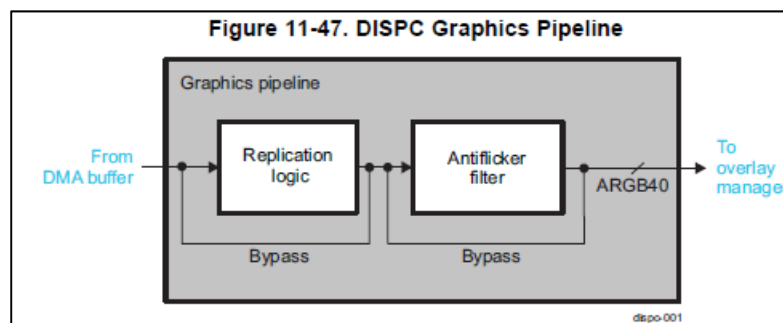 Figure 11-47. DISPC Graphics Pipeline
Graphics pipeline
From
DMA buffer
Replication
logic
Antiflicker
filter
To
overlay
manage
ARGB40
Bypass
Bypass
dispc-001